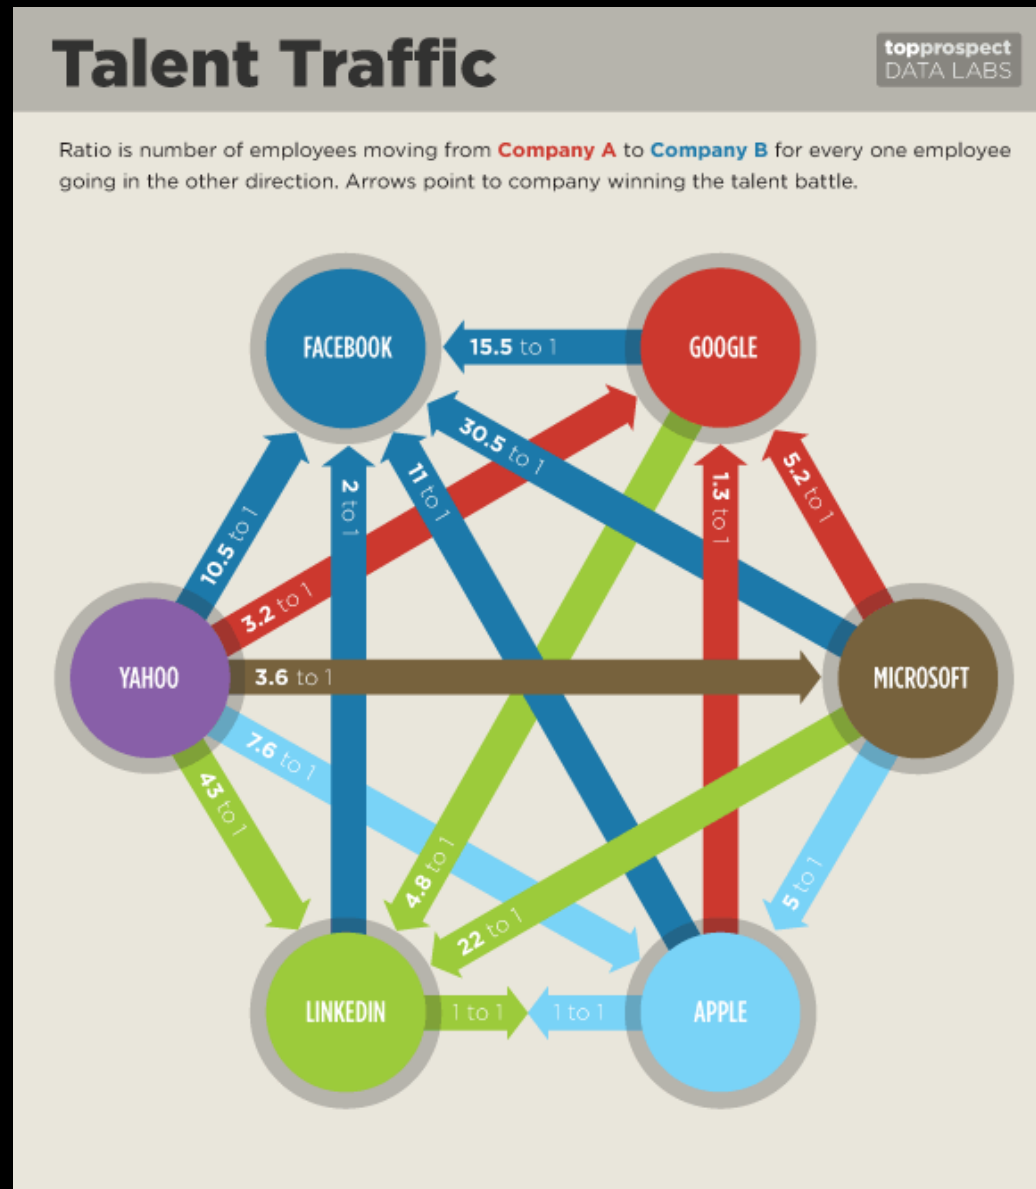 Talent Traffic
topprospect
DATA LABS
Ratio is number of employees moving from Company A to Company B for every one employee
going in the other direction. Arrows point to company winning the talent battle.
FACEBOOK
15.5 to 1
GOOGLE
30.5 to 1
11 to 1
2 to 1
10.5 to 1
3.2 to 1
1.3 to 1
5.2 to 1
YAHOO
3.6 to 1
MICROSOFT
7.6 to 1
43 to 1
4.8 to 1
22 to 1
5 to 1
LINKEDIN
1 to 1
1 to 1
APPLE